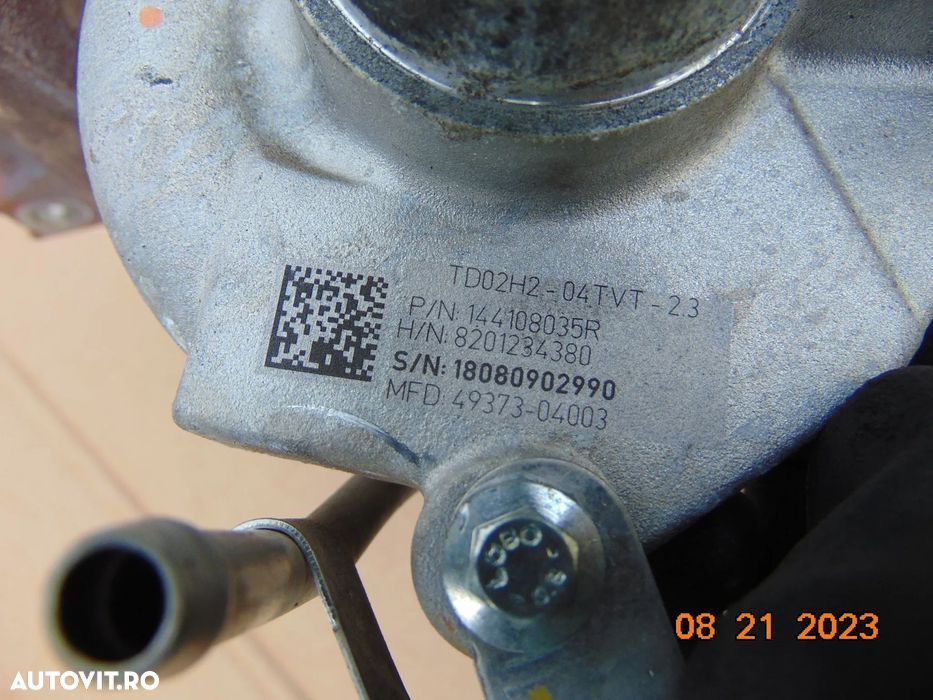 TD02H2-04TVT-2.3
P/N: 144108035R
H/N: 8201234380
S/N: 18080902990
MFD: 49373-04003
08 21 2023
AUTOVIT.RO